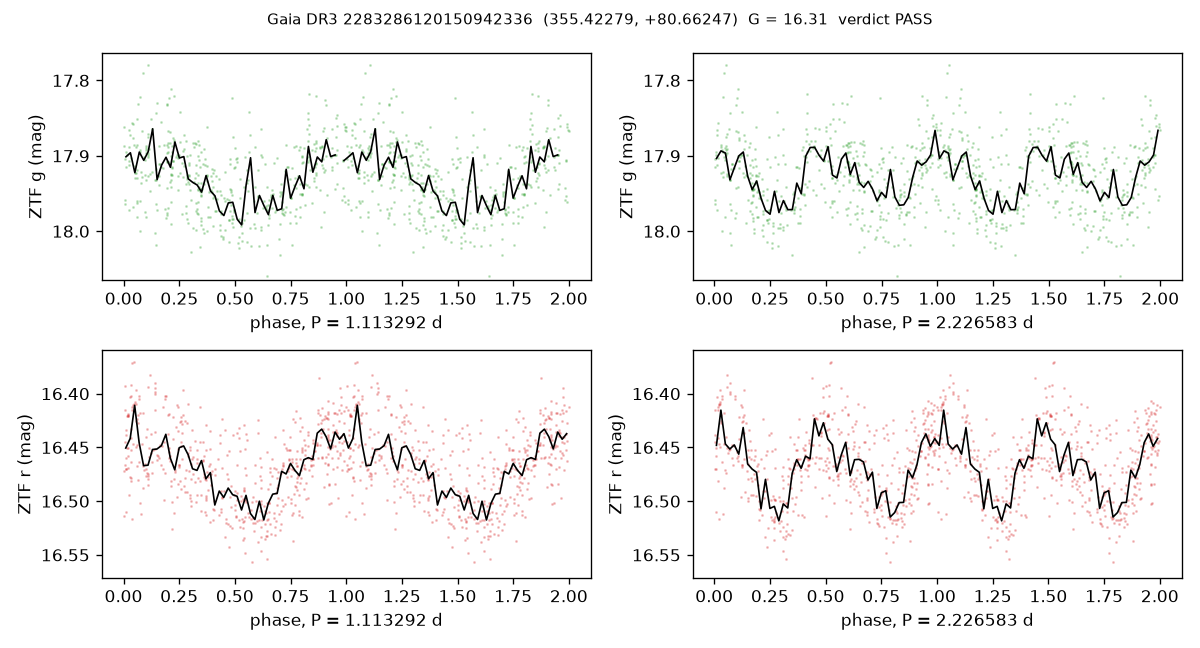 Gaia DR3 2283286120150942336 (355.42279, +80.66247) G = 16.31 verdict PASS
ZTF g (mag)
17.8
17.9
18.0
0.00 0.25 0.50 0.75 1.00 1.25 1.50 1.75 2.00
phase, P = 1.113292 d
ZTF g (mag)
17.8
17.9
18.0
0.00 0.25 0.50 0.75 1.00 1.25 1.50 1.75 2.00
phase, P = 2.226583 d
ZTF r (mag)
16.40
16.45
16.50
16.55
0.00 0.25 0.50 0.75 1.00 1.25 1.50 1.75 2.00
phase, P = 1.113292 d
ZTF r (mag)
16.40
16.45
16.50
16.55
0.00 0.25 0.50 0.75 1.00 1.25 1.50 1.75 2.00
phase, P = 2.226583 d